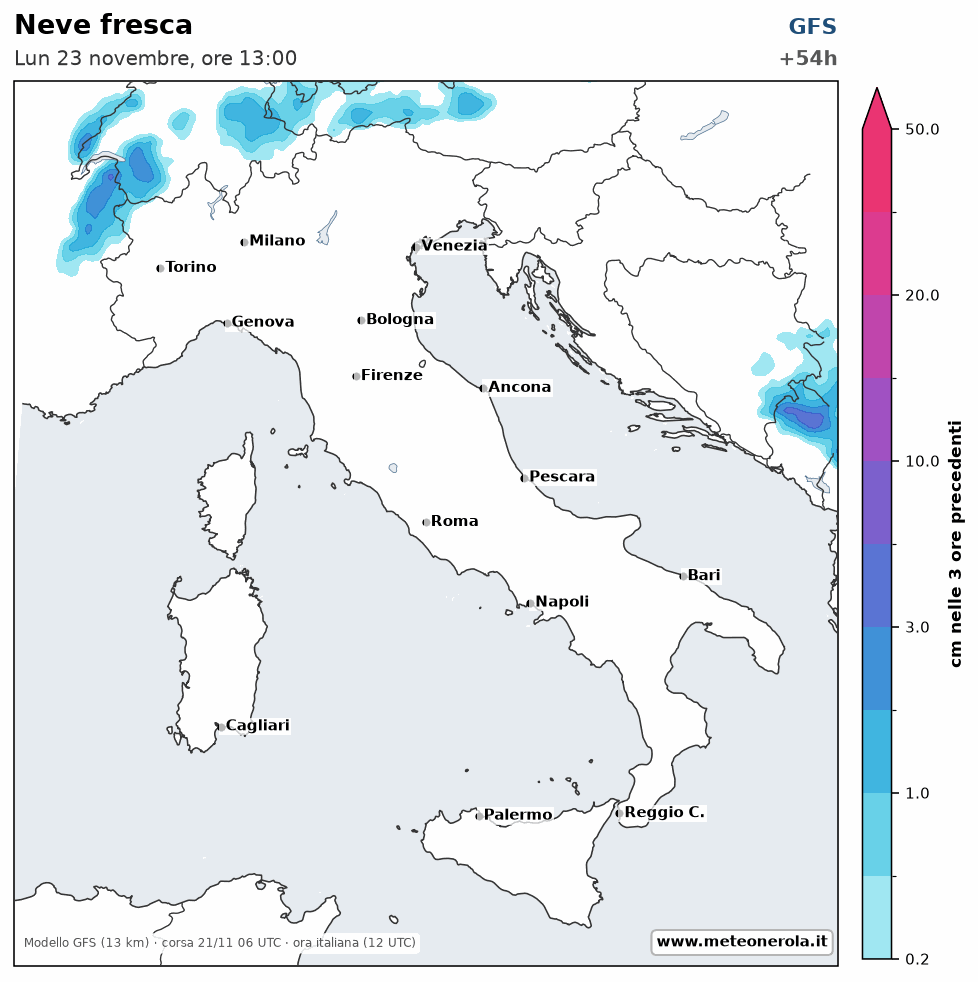 Neve fresca
GFS
Lun 23 novembre, ore 13:00
+54h
50.0
20.0
10.0
3.0
1.0
0.2
cm nelle 3 ore precedenti
Milano
Venezia
Torino
Genova
Bologna
Firenze
Ancona
Pescara
Roma
Bari
Napoli
Cagliari
Palermo
Reggio C.
Modello GFS (13 km) · corsa 21/11 06 UTC · ora italiana (12 UTC)
www.meteonerola.it